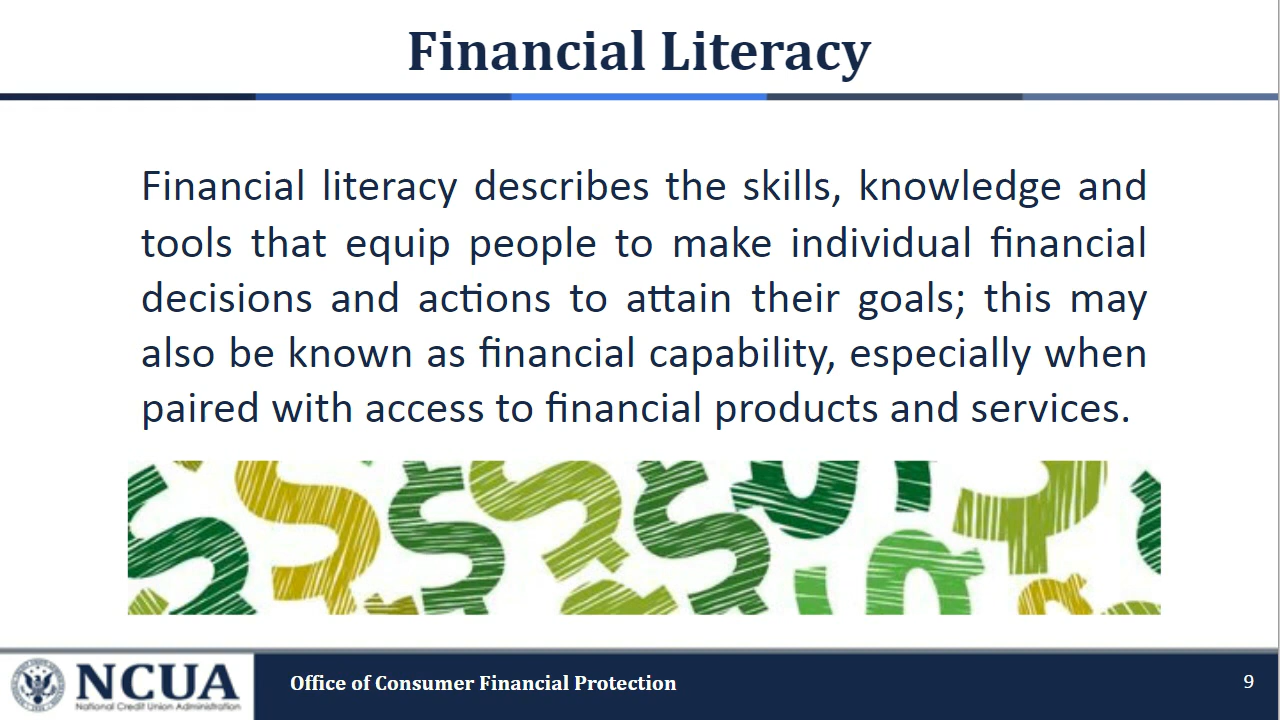 Financial Literacy
Financial literacy describes the skills, knowledge and
tools that equip people to make individual financial
decisions and actions to attain their goals; this may
also be known as financial capability, especially when
paired with access to financial products and services.
NCUA
National Credit Union Administration
Office of Consumer Financial Protection
9